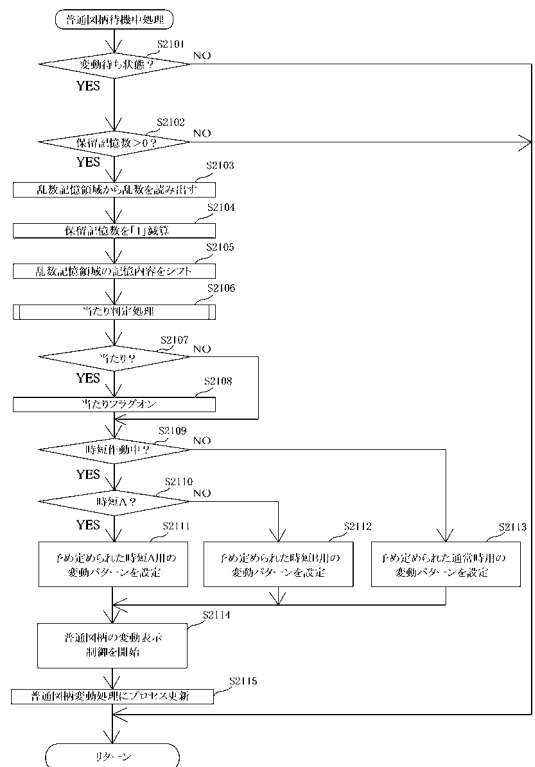 普通図柄待機中処理
S2101
変動待ち状態？
NO
YES
S2102
保留記憶数＞0？
NO
YES
S2103
乱数記憶領域から乱数を読み出す
S2104
保留記憶数を「1」減算
S2105
乱数記憶領域の記憶内容をシフト
S2106
当たり判定処理
S2107
当たり？
NO
YES
S2108
当たりフラグオン
S2109
時短作動中？
NO
YES
S2110
時短A？
NO
YES
S2111
S2112
S2113
予め定められた時短A用の
変動パターンを設定
予め定められた時短B用の
変動パターンを設定
予め定められた通常時用の
変動パターンを設定
S2114
普通図柄の変動表示
制御を開始
S2115
普通図柄変動処理にプロセス更新
リターン